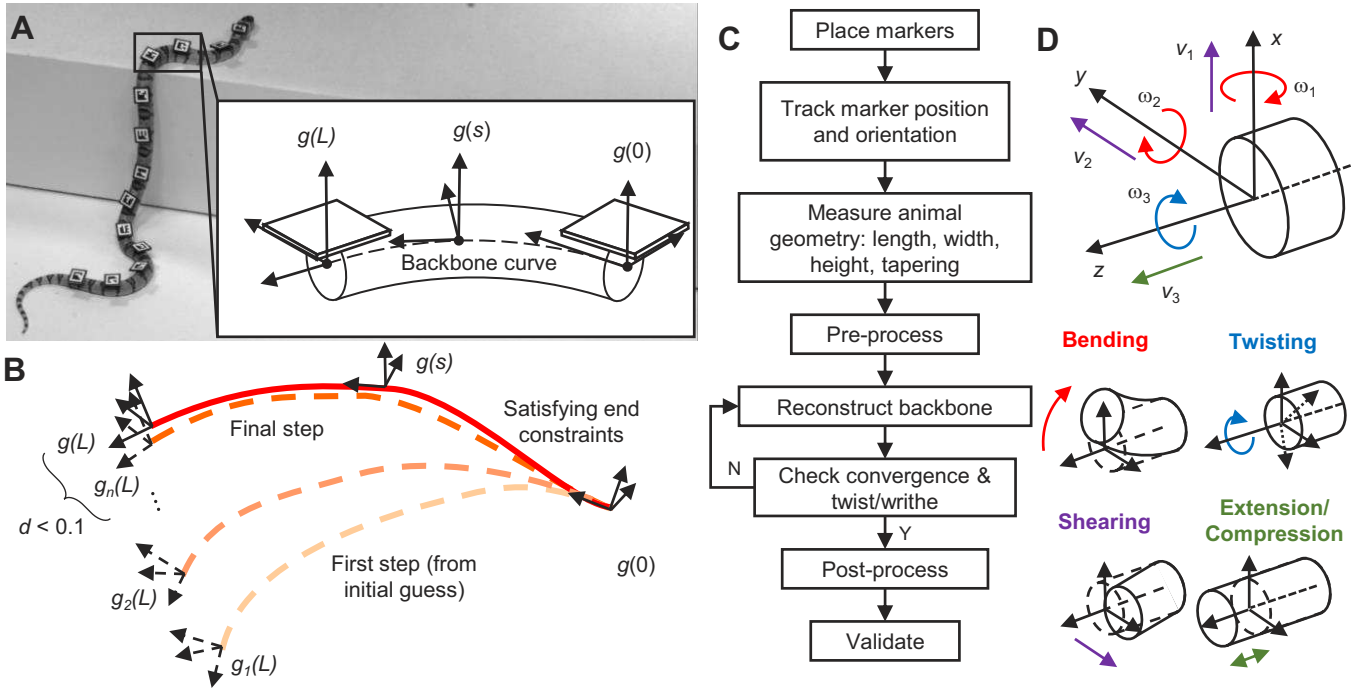 A
g(L)
g(s)
g(0)
Backbone curve
B
g(s)
g(L)
Final step
Satisfying end
constraints
gn(L)
d < 0.1
...
g2(L)
First step (from
initial guess)
g(0)
g1(L)
C
Place markers
Track marker position
and orientation
Measure animal
geometry: length, width,
height, tapering
Pre-process
Reconstruct backbone
N
Check convergence &
twist/writhe
Y
Post-process
Validate
D
x
v1
ω1
y
ω2
v2
ω3
z
v3
Bending
Twisting
Shearing
Extension/
Compression